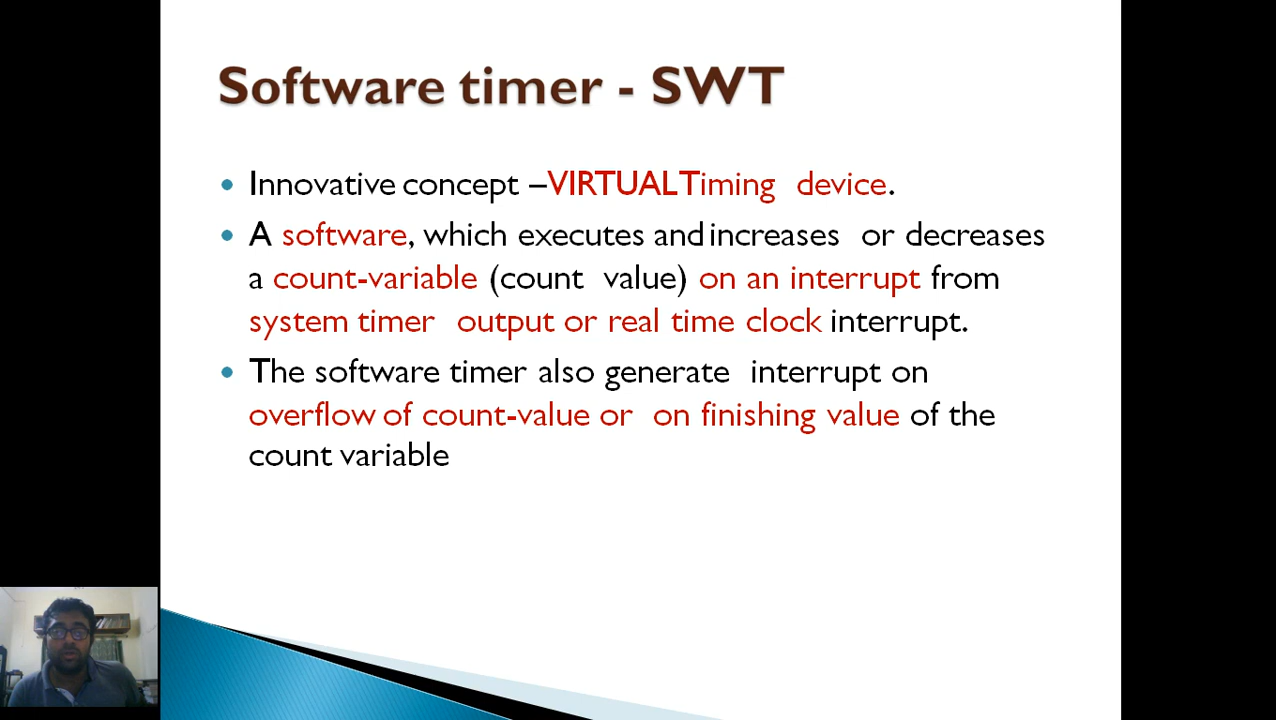 Software timer - SWT
• Innovative concept –VIRTUALTiming device.
• A software, which executes and increases or decreases
a count-variable (count value) on an interrupt from
system timer output or real time clock interrupt.
• The software timer also generate interrupt on
overflow of count-value or on finishing value of the
count variable